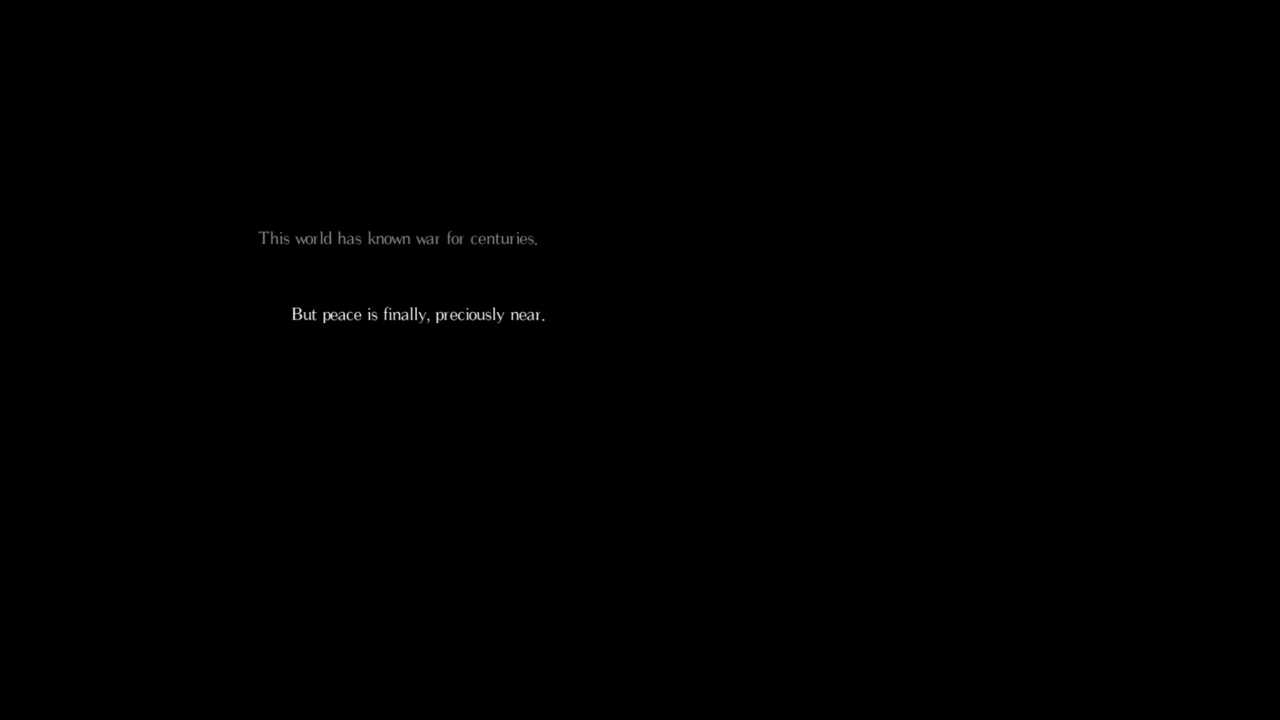 This world has known war for centuries.
But peace is finally, preciously near.